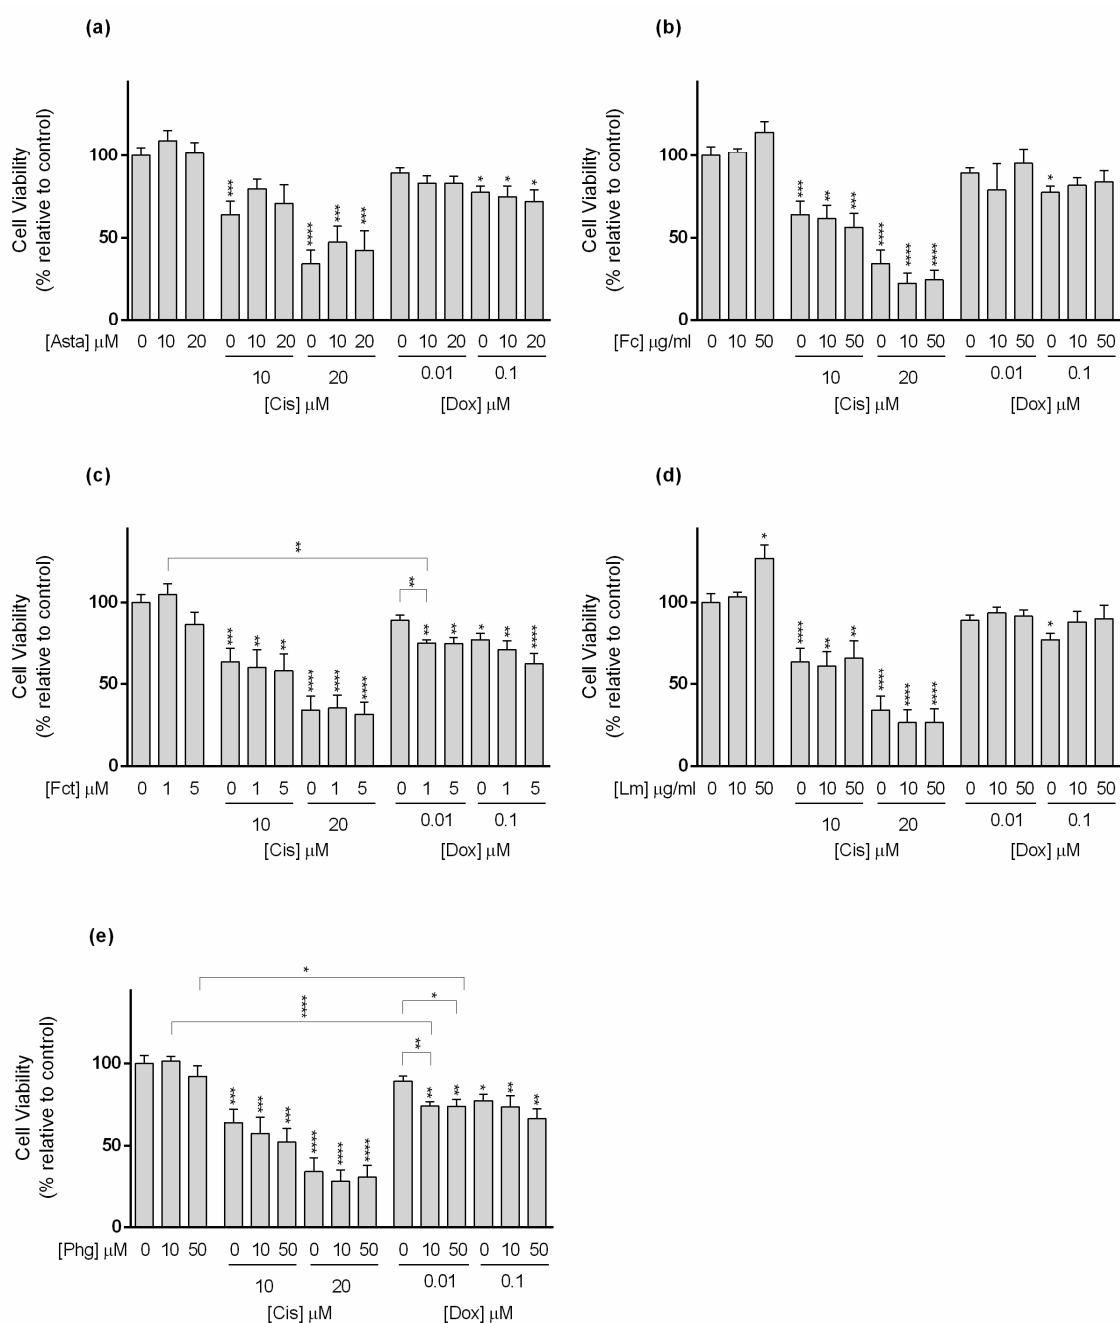 (a)
Cell Viability
(% relative to control)
100
50
0
***
****
***
***
*
*
*
[Asta] μM 0 10 20 0 10 20 0 10 20 0 10 20 0 10 20
10 20 0.01 0.1
[Cis] μM [Dox] μM
(b)
Cell Viability
(% relative to control)
100
50
0
***
**
***
****
****
****
*
[Fc] μg/ml 0 10 50 0 10 50 0 10 50 0 10 50 0 10 50
10 20 0.01 0.1
[Cis] μM [Dox] μM
(c)
Cell Viability
(% relative to control)
100
50
0
**
**
***
**
**
****
****
****
**
**
*
**
****
[Fct] μM 0 1 5 0 1 5 0 1 5 0 1 5 0 1 5
10 20 0.01 0.1
[Cis] μM [Dox] μM
(d)
Cell Viability
(% relative to control)
100
50
0
*
****
**
**
****
****
****
*
[Lm] μg/ml 0 10 50 0 10 50 0 10 50 0 10 50 0 10 50
10 20 0.01 0.1
[Cis] μM [Dox] μM
(e)
Cell Viability
(% relative to control)
100
50
0
*
****
*
**
***
***
***
****
****
****
**
**
*
**
**
[Phg] μM 0 10 50 0 10 50 0 10 50 0 10 50 0 10 50
10 20 0.01 0.1
[Cis] μM [Dox] μM